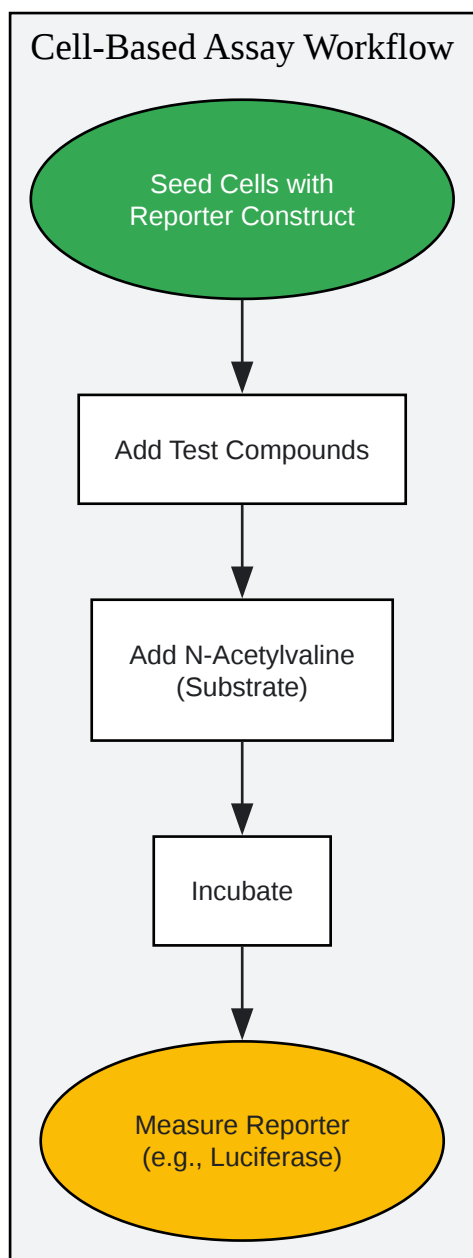 Cell-Based Assay Workflow
Seed Cells with
Reporter Construct
Add Test Compounds
Add N-Acetylvaline
(Substrate)
Incubate
Measure Reporter
(e.g., Luciferase)